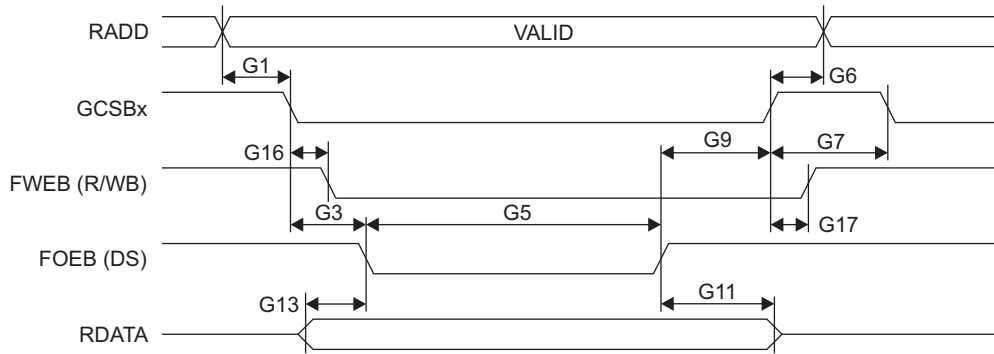 RADD
VALID
G1
G6
GCSBx
G9
G7
G16
FWEB (R/WB)
G3
G5
G17
FOEB (DS)
G13
G11
RDATA